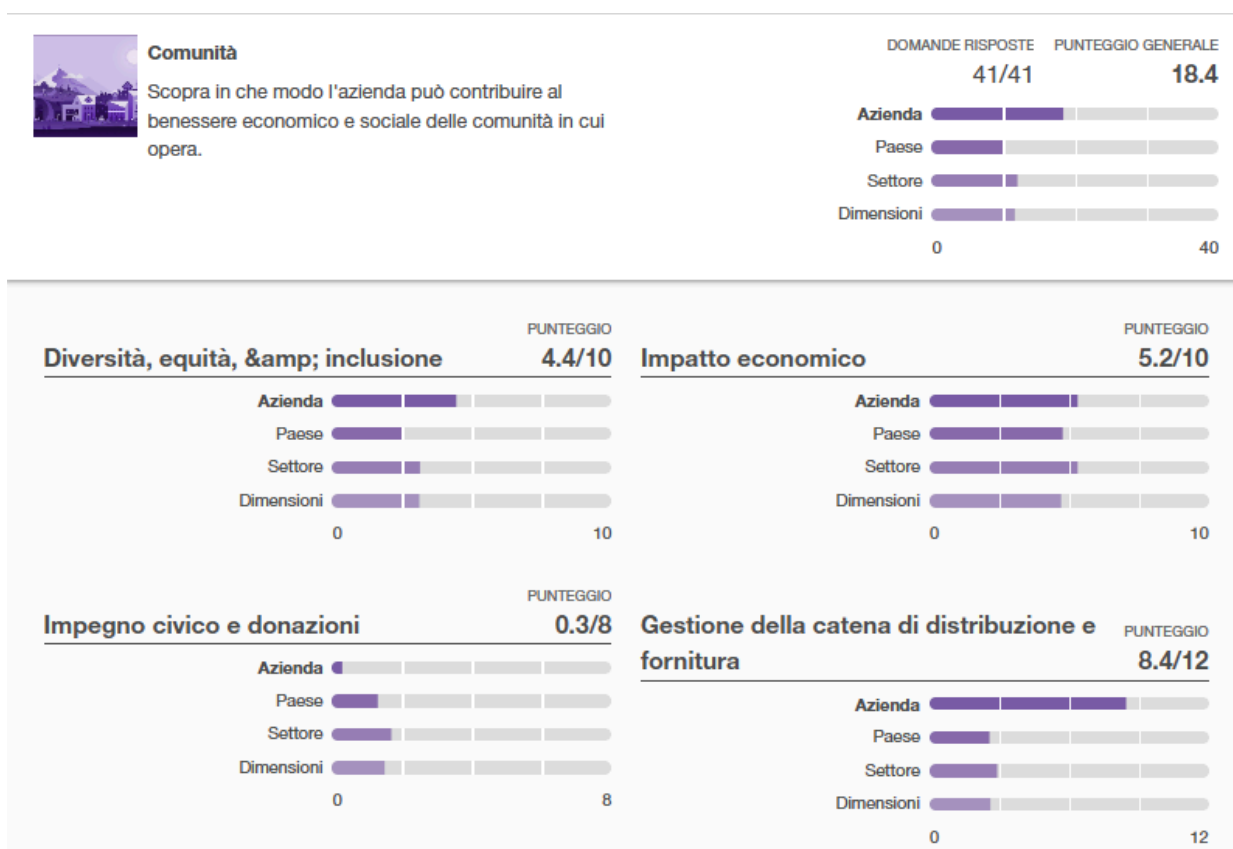 Comunità
Scopra in che modo l'azienda può contribuire al
benessere economico e sociale delle comunità in cui
opera.
DOMANDE RISPOSTE PUNTEGGIO GENERALE
41/41 18.4
Azienda
Paese
Settore
Dimensioni
0 40
PUNTEGGIO
Diversità, equità, &amp; inclusione 4.4/10
Azienda
Paese
Settore
Dimensioni
0 10
PUNTEGGIO
Impatto economico 5.2/10
Azienda
Paese
Settore
Dimensioni
0 10
PUNTEGGIO
Impegno civico e donazioni 0.3/8
Azienda
Paese
Settore
Dimensioni
0 8
Gestione della catena di distribuzione e PUNTEGGIO
fornitura 8.4/12
Azienda
Paese
Settore
Dimensioni
0 12